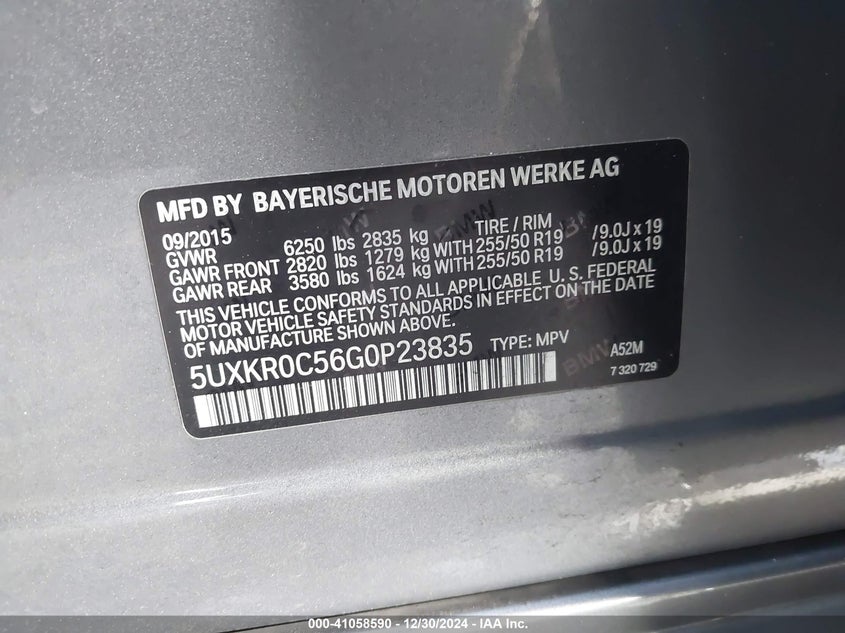 MFD BY BAYERISCHE MOTOREN WERKE AG
09/2015 TIRE / RIM
GVWR 6250 lbs 2835 kg
GAWR FRONT 2820 lbs 1279 kg WITH 255/50 R19 /9.0J x 19
GAWR REAR 3580 lbs 1624 kg WITH 255/50 R19 /9.0J x 19
THIS VEHICLE CONFORMS TO ALL APPLICABLE U.S. FEDERAL
MOTOR VEHICLE SAFETY STANDARDS IN EFFECT ON THE DATE
OF MANUFACTURE SHOWN ABOVE.
5UXKR0C56G0P23835 TYPE: MPV A52M
7 320 729
BMW
000-41058590 - 12/30/2024 - IAA Inc.